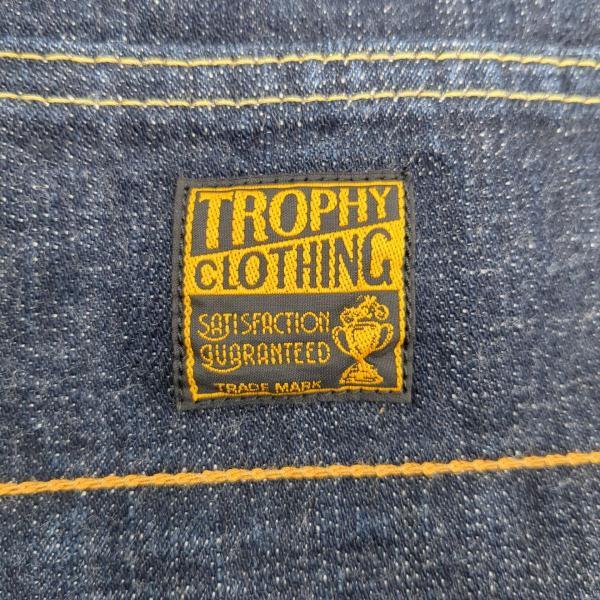 TROPHY
CLOTHING
SATISFACTION
GUARANTEED
TRADE MARK